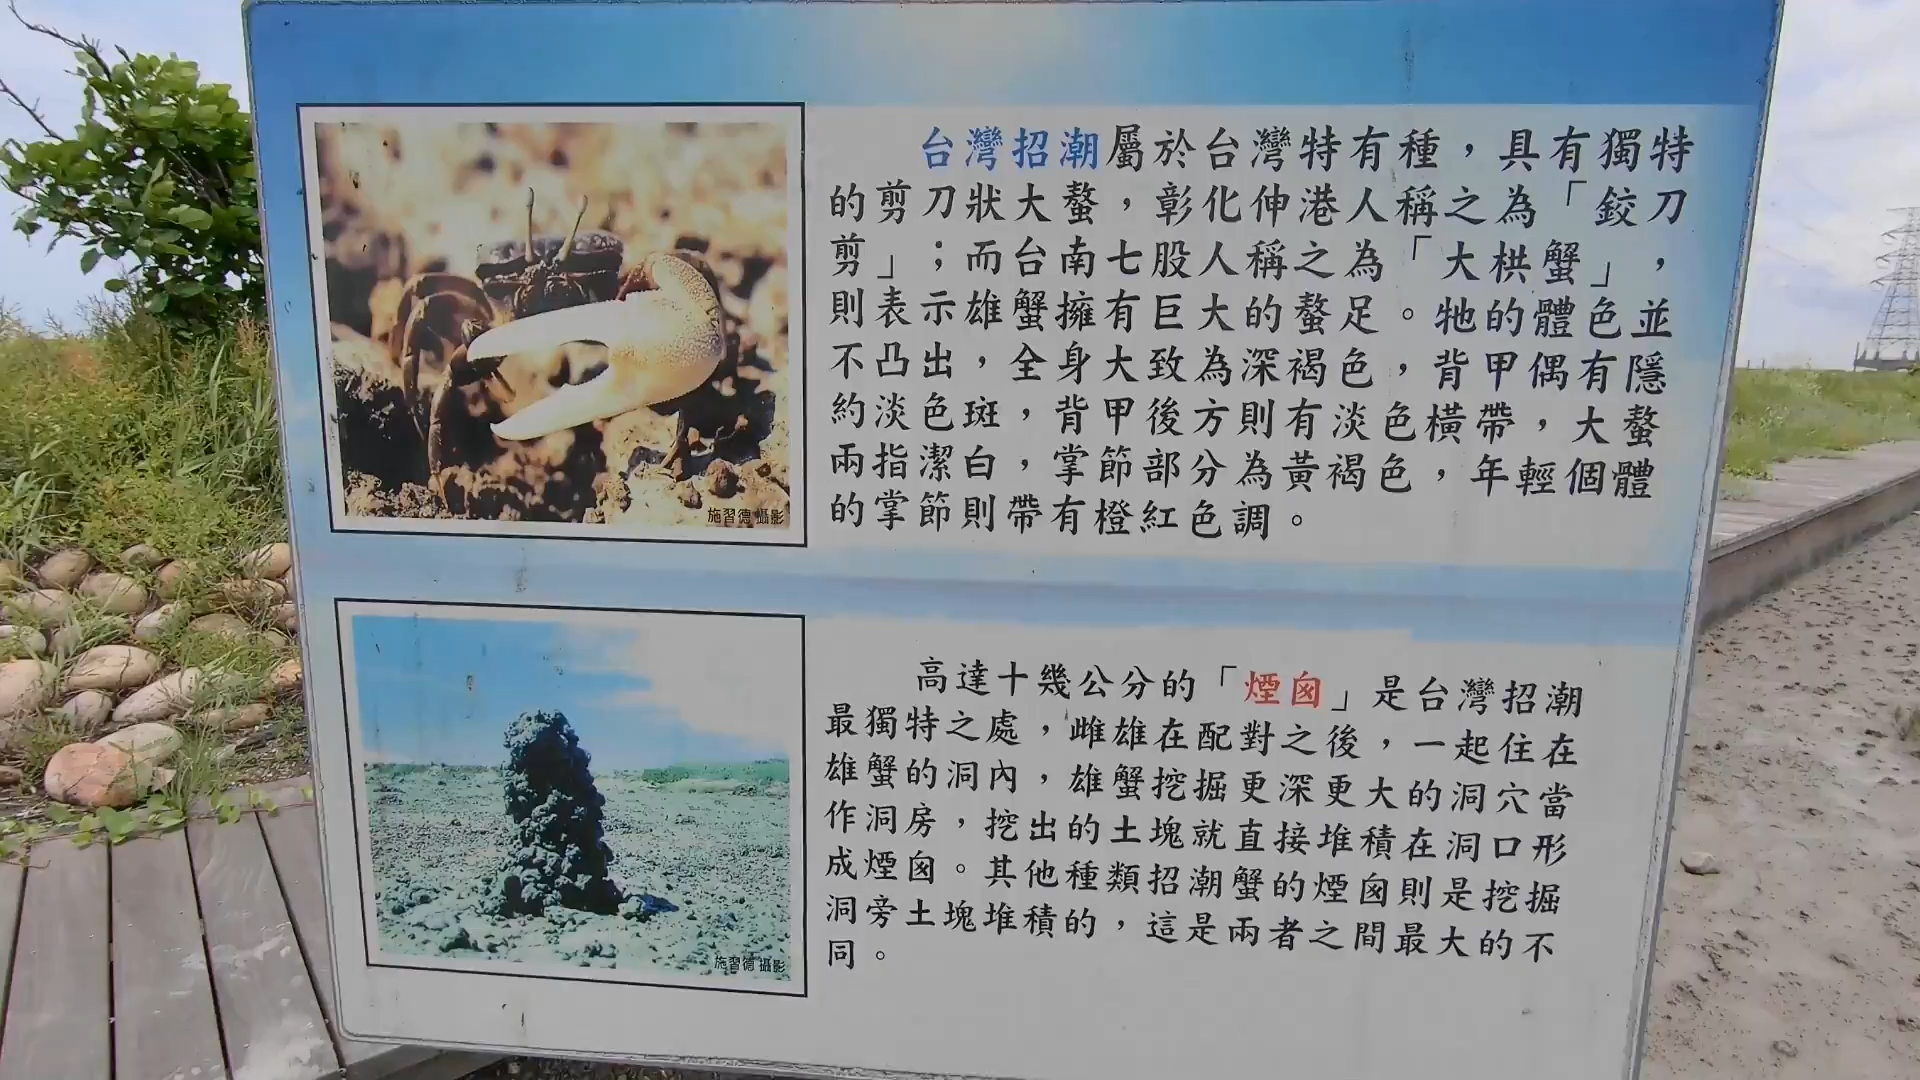 台灣招潮屬於台灣特有種，具有獨特
的剪刀狀大螯，彰化伸港人稱之為「鉸刀
剪」；而台南七股人稱之為「大栱蟹」，
則表示雄蟹擁有巨大的螯足。牠的體色並
不凸出，全身大致為深褐色，背甲偶有隱
約淡色斑，背甲後方則有淡色橫帶，大螯
兩指潔白，掌節部分為黃褐色，年輕個體
的掌節則帶有橙紅色調。
施習德 攝影
高達十幾公分的「煙囪」是台灣招潮
最獨特之處，雌雄在配對之後，一起住在
雄蟹的洞內，雄蟹挖掘更深更大的洞穴當
作洞房，挖出的土塊就直接堆積在洞口形
成煙囪。其他種類招潮蟹的煙囪則是挖掘
洞旁土塊堆積的，這是兩者之間最大的不
同。
施習德 攝影